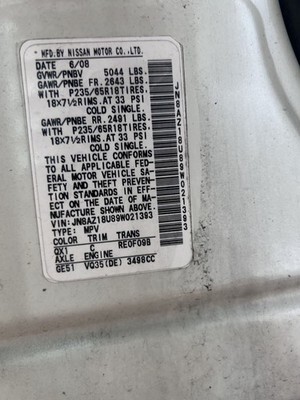 MFD.BY NISSAN MOTOR CO.,LTD.
DATE 6/08
GVWR/PNBV 5044 LBS.
GAWR/PNBE FR. 2643 LBS.
WITH P235/65R18TIRES.
18X7½RIMS.AT 33 PSI
COLD SINGLE.
GAWR/PNBE RR. 2491 LBS.
WITH P235/65R18TIRES.
18X7½RIMS.AT 33 PSI
COLD SINGLE.
THIS VEHICLE CONFORMS
TO ALL APPLICABLE FED-
ERAL MOTOR VEHICLE SA-
FETY AND THEFT PREVEN-
TION STANDARDS IN EFF-
ECT ON THE DATE OF MA-
NUFACTURE SHOWN ABOVE.
VIN: JN8AZ18U89W021393
TYPE: MPV
COLOR TRIM TRANS
QX1 C RE0F09B
AXLE ENGINE
GE51 VQ35(DE) 3498CC
JN8AZ18U89W021393